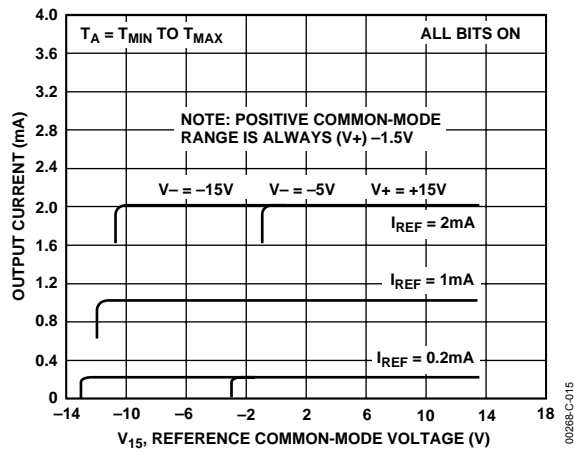 4.0
3.6
3.2
2.8
2.4
2.0
1.6
1.2
0.8
0.4
0
OUTPUT CURRENT (mA)
T_A = T_MIN TO T_MAX
ALL BITS ON
NOTE: POSITIVE COMMON-MODE
RANGE IS ALWAYS (V+) –1.5V
V– = –15V V– = –5V V+ = +15V
I_REF = 2mA
I_REF = 1mA
I_REF = 0.2mA
–14 –10 –6 –2 2 6 10 14 18
V_15, REFERENCE COMMON-MODE VOLTAGE (V)
00268-C-015